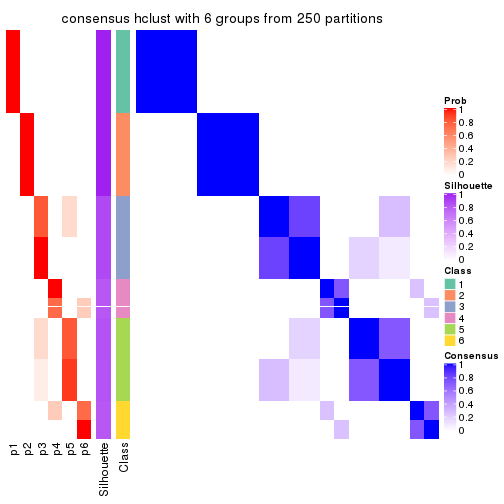 consensus hclust with 6 groups from 250 partitions
Prob
1
0.8
0.6
0.4
0.2
0
Silhouette
1
0.8
0.6
0.4
0.2
0
Class
1
2
3
4
5
6
Consensus
1
0.8
0.6
0.4
0.2
0
p1
p2
p3
p4
p5
p6
Silhouette
Class